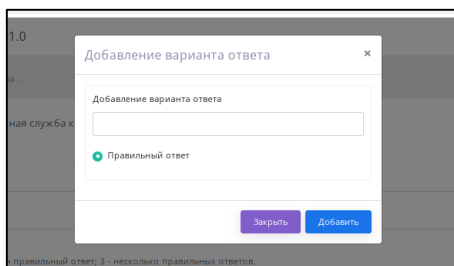 1.0
Добавление варианта ответа ×
Добавление варианта ответа
ная служба к
Правильный ответ
Закрыть Добавить
правильный ответ; 3 - несколько правильных ответов.